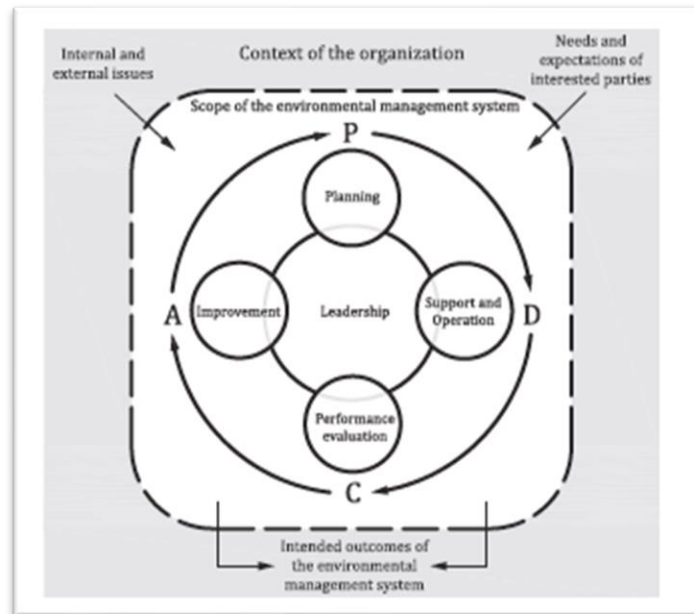 Internal and
external issues
Context of the organization
Needs and
expectations of
interested parties
Scope of the environmental management system
P
Planning
A
Improvement
Leadership
Support and
Operation
D
Performance
evaluation
C
Intended outcomes of
the environmental
management system